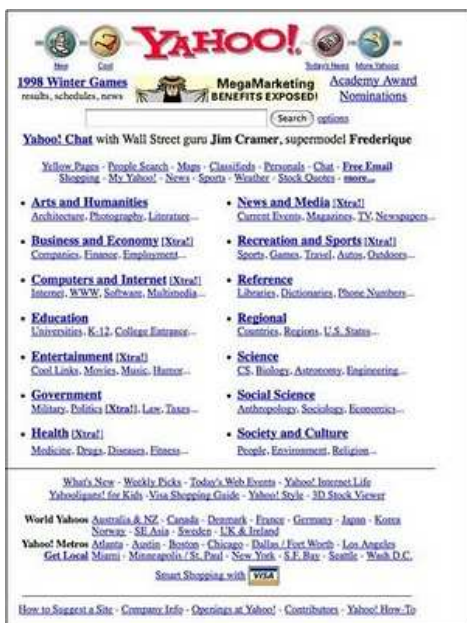 YAHOO!
New Cool Today's News More Yahoos
1998 Winter Games
results, schedules, news
MegaMarketing
BENEFITS EXPOSED!
Academy Award
Nominations
Search options
Yahoo! Chat with Wall Street guru Jim Cramer, supermodel Frederique
Yellow Pages - People Search - Maps - Classifieds - Personals - Chat - Free Email
Shopping - My Yahoo! - News - Sports - Weather - Stock Quotes - more...
• Arts and Humanities
Architecture, Photography, Literature...
• Business and Economy [Xtra!]
Companies, Finance, Employment...
• Computers and Internet [Xtra!]
Internet, WWW, Software, Multimedia...
• Education
Universities, K-12, College Entrance...
• Entertainment [Xtra!]
Cool Links, Movies, Music, Humor...
• Government
Military, Politics [Xtra!], Law, Taxes...
• Health [Xtra!]
Medicine, Drugs, Diseases, Fitness...
• News and Media [Xtra!]
Current Events, Magazines, TV, Newspapers...
• Recreation and Sports [Xtra!]
Sports, Games, Travel, Autos, Outdoors...
• Reference
Libraries, Dictionaries, Phone Numbers...
• Regional
Countries, Regions, U.S. States...
• Science
CS, Biology, Astronomy, Engineering...
• Social Science
Anthropology, Sociology, Economics...
• Society and Culture
People, Environment, Religion...
What's New - Weekly Picks - Today's Web Events - Yahoo! Internet Life
Yahooligans! for Kids - Visa Shopping Guide - Yahoo! Style - 3D Stock Viewer
World Yahoos Australia & NZ - Canada - Denmark - France - Germany - Japan - Korea
Norway - SE Asia - Sweden - UK & Ireland
Yahoo! Metros Atlanta - Austin - Boston - Chicago - Dallas / Fort Worth - Los Angeles
Get Local Miami - Minneapolis / St. Paul - New York - S.F. Bay - Seattle - Wash D.C.
Smart Shopping with VISA
How to Suggest a Site - Company Info - Openings at Yahoo! - Contributors - Yahoo! How-To